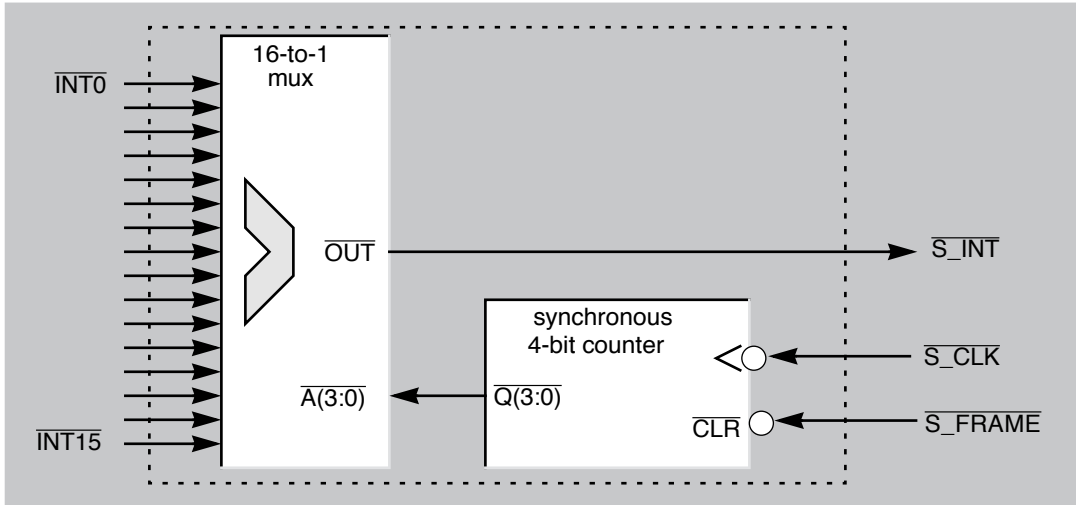 16-to-1
mux
INT0
OUT
S_INT
synchronous
4-bit counter
S_CLK
A(3:0)
Q(3:0)
CLR
S_FRAME
INT15